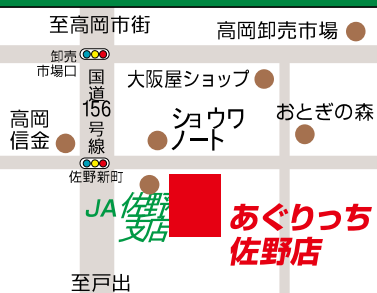 至高岡市街
高岡卸売市場
卸売
市場口
大阪屋ショップ
国道156号線
おとぎの森
高岡
信金
ショウワ
ノート
佐野新町
JA佐野
支店
あぐりっち
佐野店
至戸出